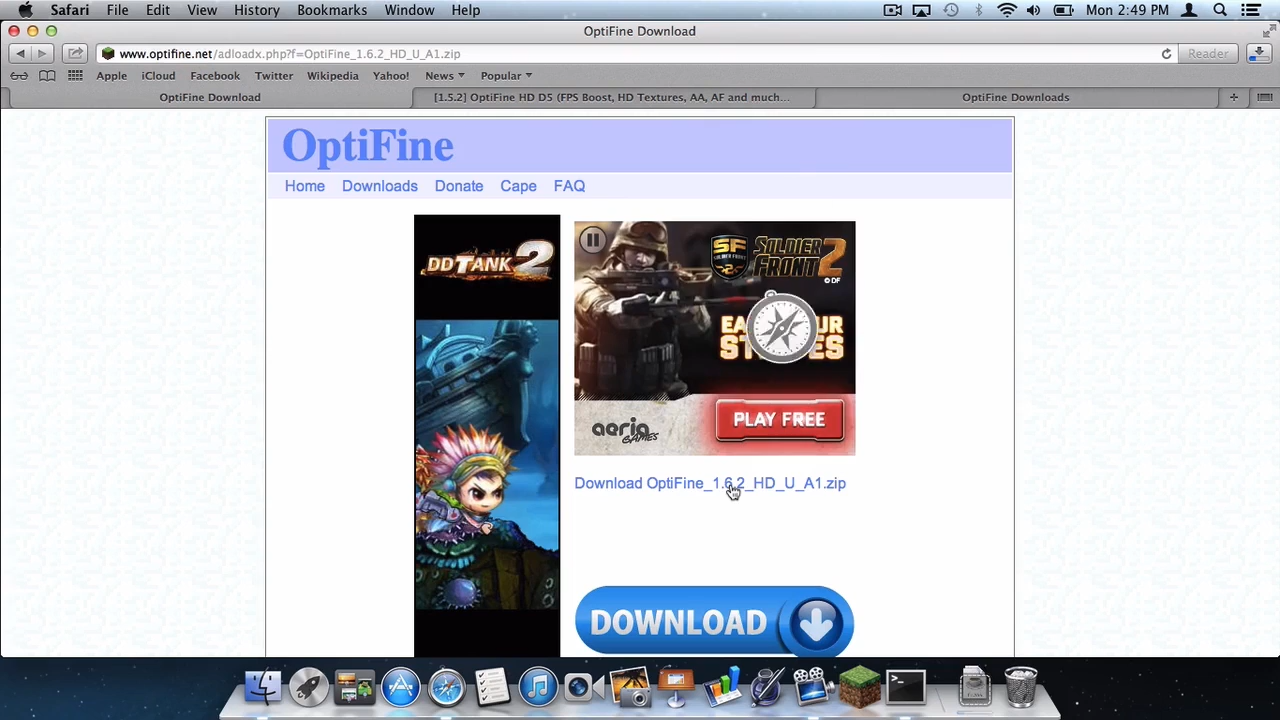 Safari File Edit View History Bookmarks Window Help Mon 2:49 PM
OptiFine Download
www.optifine.net/adloadx.php?f=OptiFine_1.6.2_HD_U_A1.zip Reader
Apple iCloud Facebook Twitter Wikipedia Yahoo! News Popular
OptiFine Download [1.5.2] OptiFine HD D5 (FPS Boost, HD Textures, AA, AF and much... OptiFine Downloads
OptiFine
Home Downloads Donate Cape FAQ
DDTANK 2
SF SOLDIER FRONT 2
© DF
aeria GAMES
PLAY FREE
Download OptiFine_1.6.2_HD_U_A1.zip
DOWNLOAD